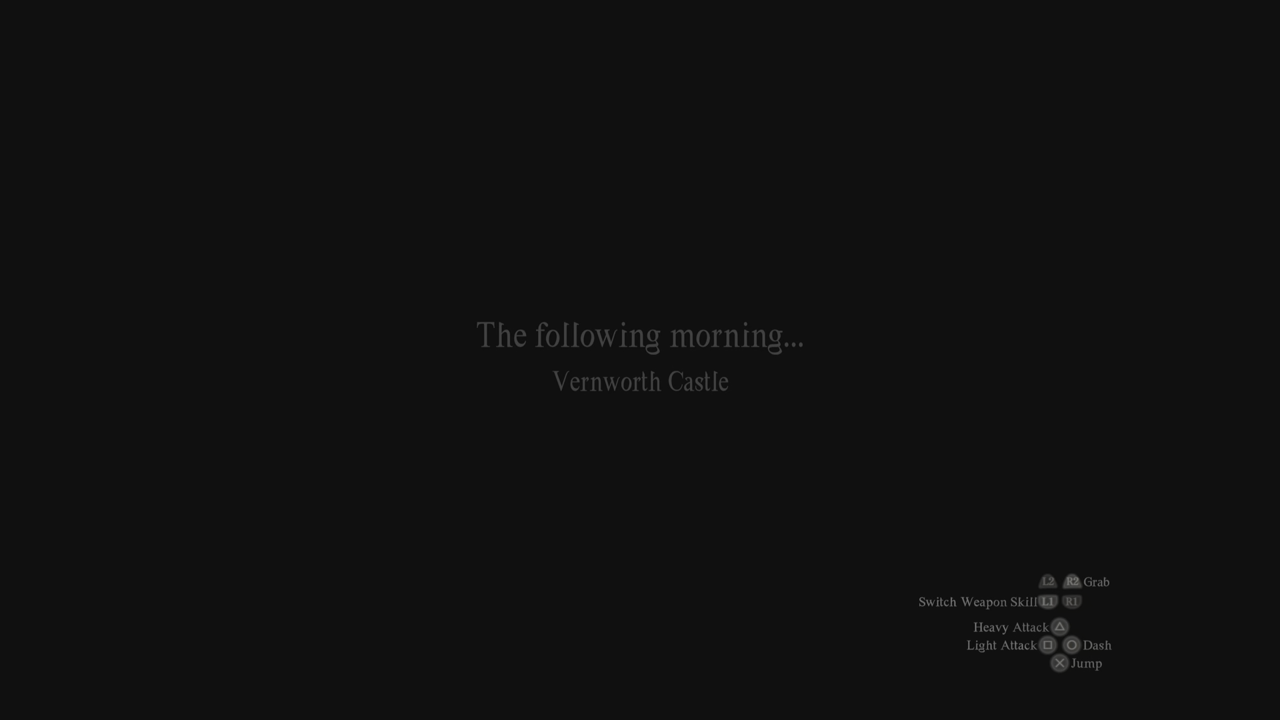 The following morning...
Vernworth Castle
L2 R2 Grab
Switch Weapon Skill L1 R1
Heavy Attack
Light Attack Dash
Jump